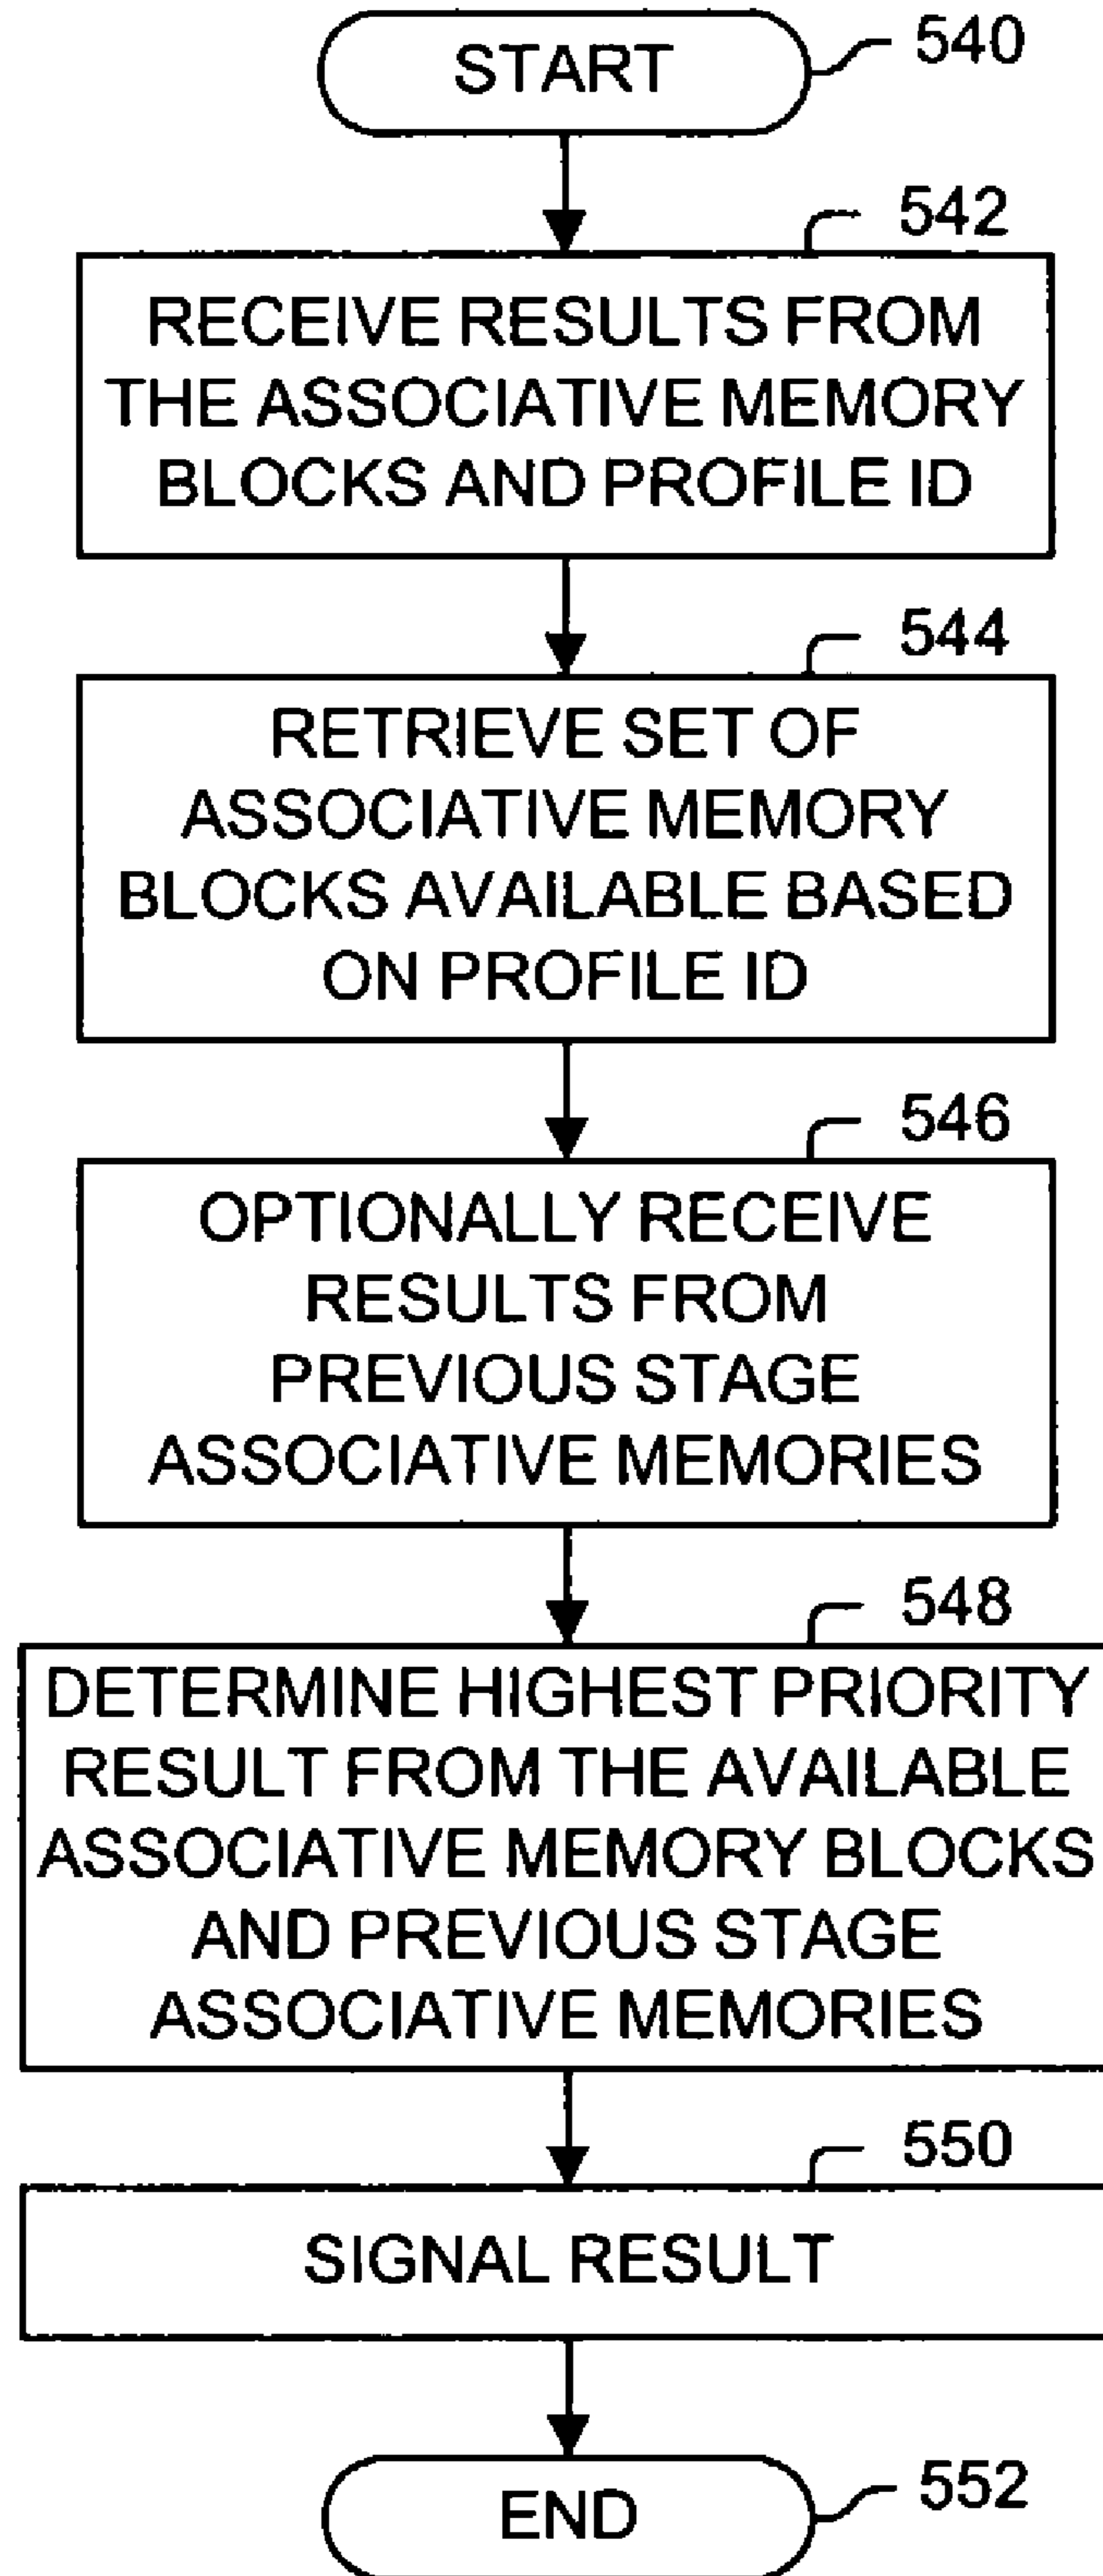 START
540
542
RECEIVE RESULTS FROM
THE ASSOCIATIVE MEMORY
BLOCKS AND PROFILE ID
544
RETRIEVE SET OF
ASSOCIATIVE MEMORY
BLOCKS AVAILABLE BASED
ON PROFILE ID
546
OPTIONALLY RECEIVE
RESULTS FROM
PREVIOUS STAGE
ASSOCIATIVE MEMORIES
548
DETERMINE HIGHEST PRIORITY
RESULT FROM THE AVAILABLE
ASSOCIATIVE MEMORY BLOCKS
AND PREVIOUS STAGE
ASSOCIATIVE MEMORIES
550
SIGNAL RESULT
END
552